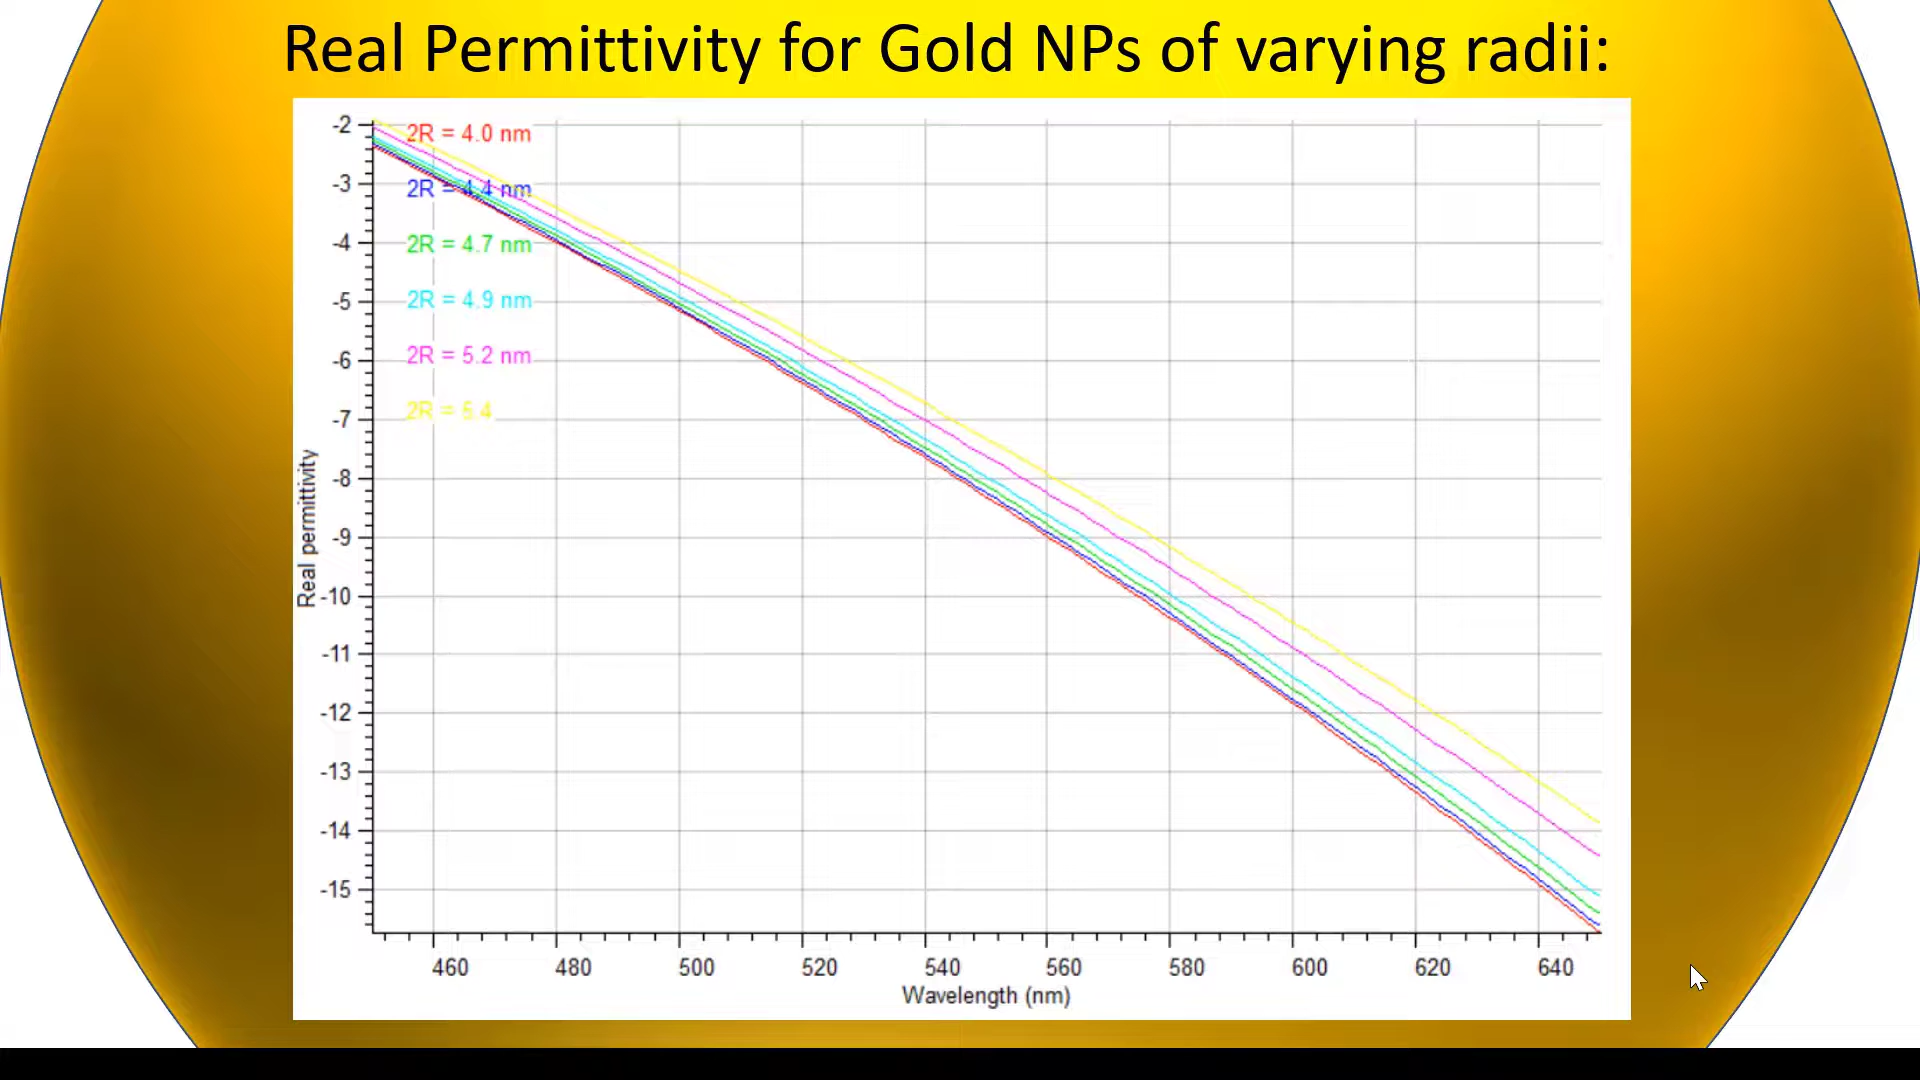 Real Permittivity for Gold NPs of varying radii:
2R = 4.0 nm
2R = 4.4 nm
2R = 4.7 nm
2R = 4.9 nm
2R = 5.2 nm
2R = 5.4
-2
-3
-4
-5
-6
-7
-8
-9
-10
-11
-12
-13
-14
-15
Real permittivity
460 480 500 520 540 560 580 600 620 640
Wavelength (nm)